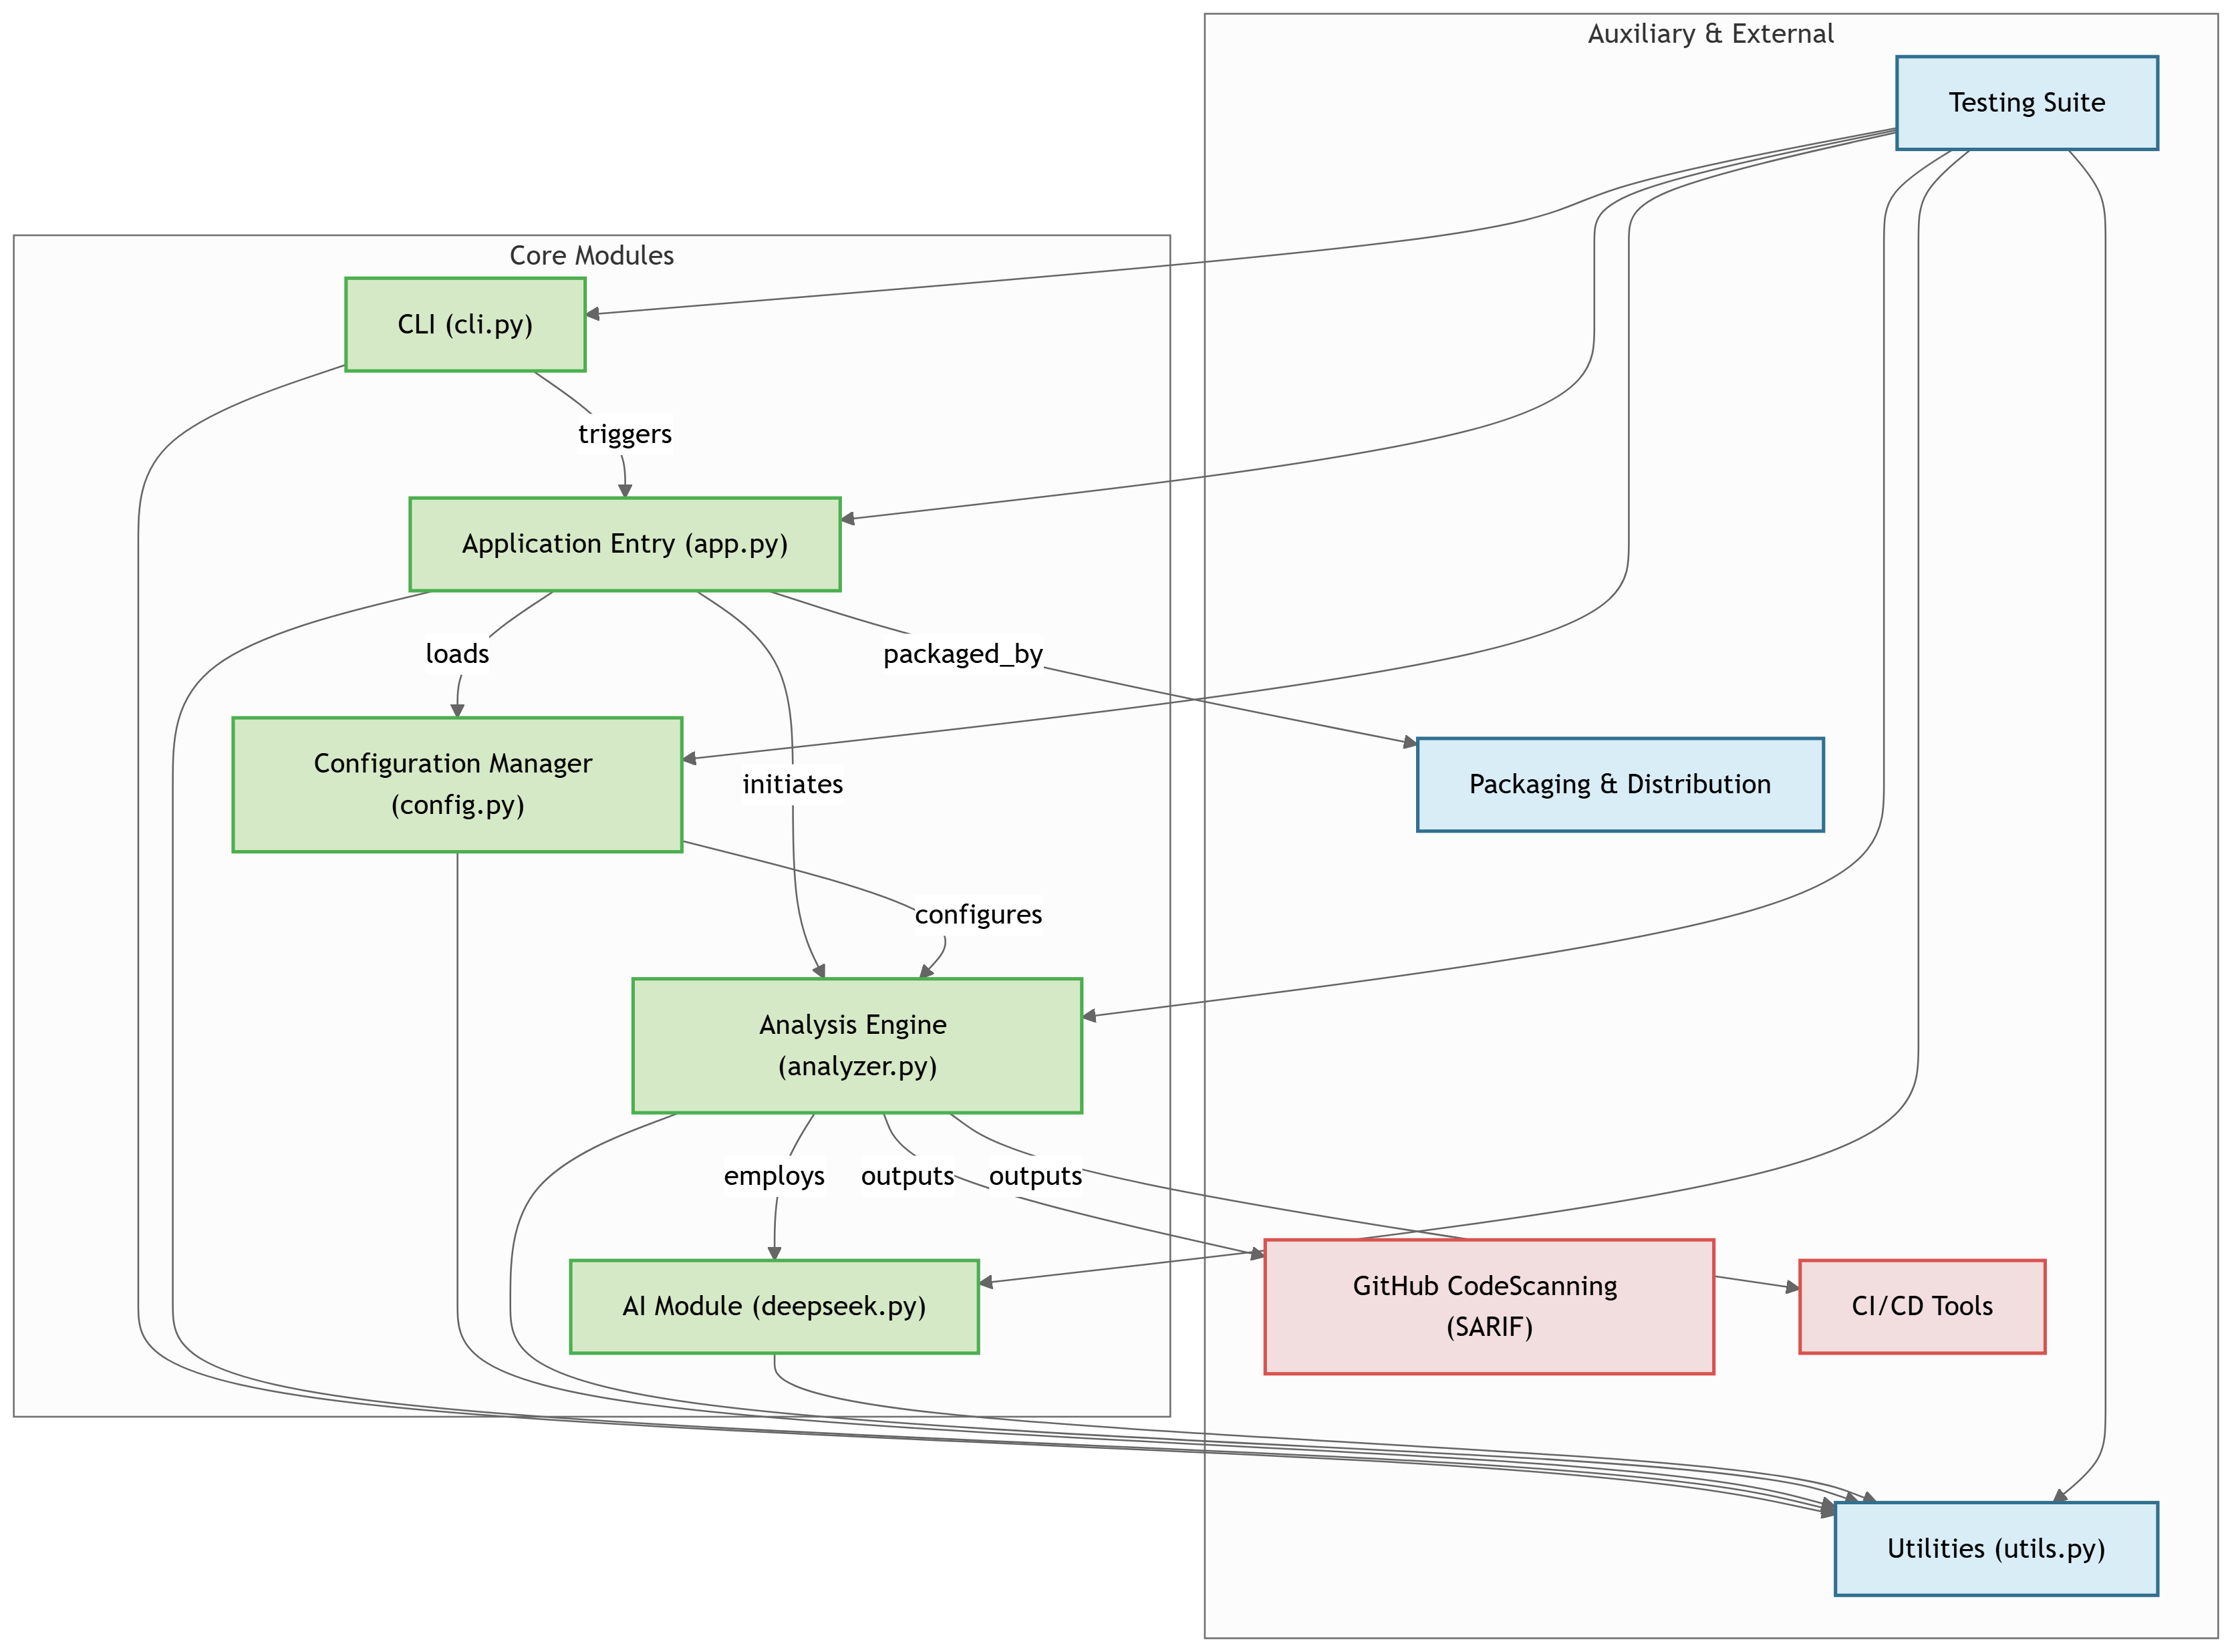 Auxiliary & External
Testing Suite
Core Modules
CLI (cli.py)
triggers
Application Entry (app.py)
loads
packaged_by
Configuration Manager
(config.py)
initiates
Packaging & Distribution
configures
Analysis Engine
(analyzer.py)
employs
outputs
outputs
AI Module (deepseek.py)
GitHub CodeScanning
(SARIF)
CI/CD Tools
Utilities (utils.py)